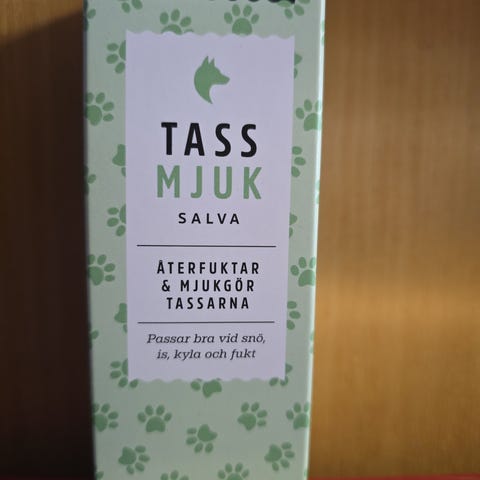 TASS
MJUK
SALVA
ÅTERFUKTAR
& MJUKGÖR
TASSARNA
Passar bra vid snö,
is, kyla och fukt